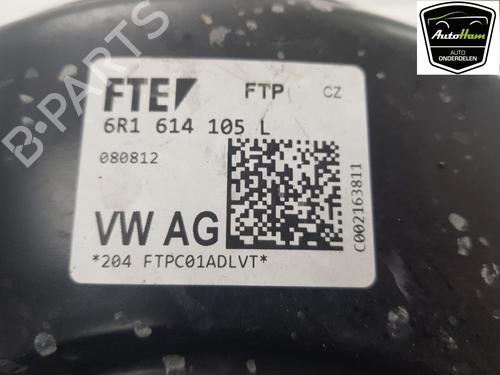 AutoHam
AUTO
ONDERDELEN
B-PARTS
FTE FTP CZ
6R1 614 105 L
080812
VW AG
*204 FTPC01ADLVT*
C002163811